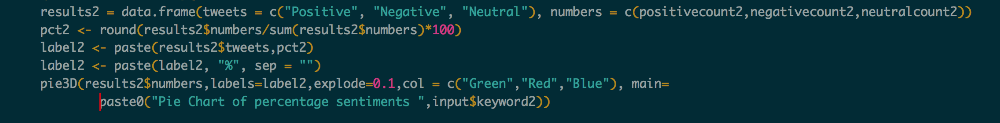 results2 = data.frame(tweets = c("Positive", "Negative", "Neutral"), numbers = c(positivecount2,negativecount2,neutralcount2))
pct2 <- round(results2$numbers/sum(results2$numbers)*100)
label2 <- paste(results2$tweets,pct2)
label2 <- paste(label2, "%", sep = "")
pie3D(results2$numbers,labels=label2,explode=0.1,col = c("Green","Red","Blue"), main=
paste0("Pie Chart of percentage sentiments ",input$keyword2))